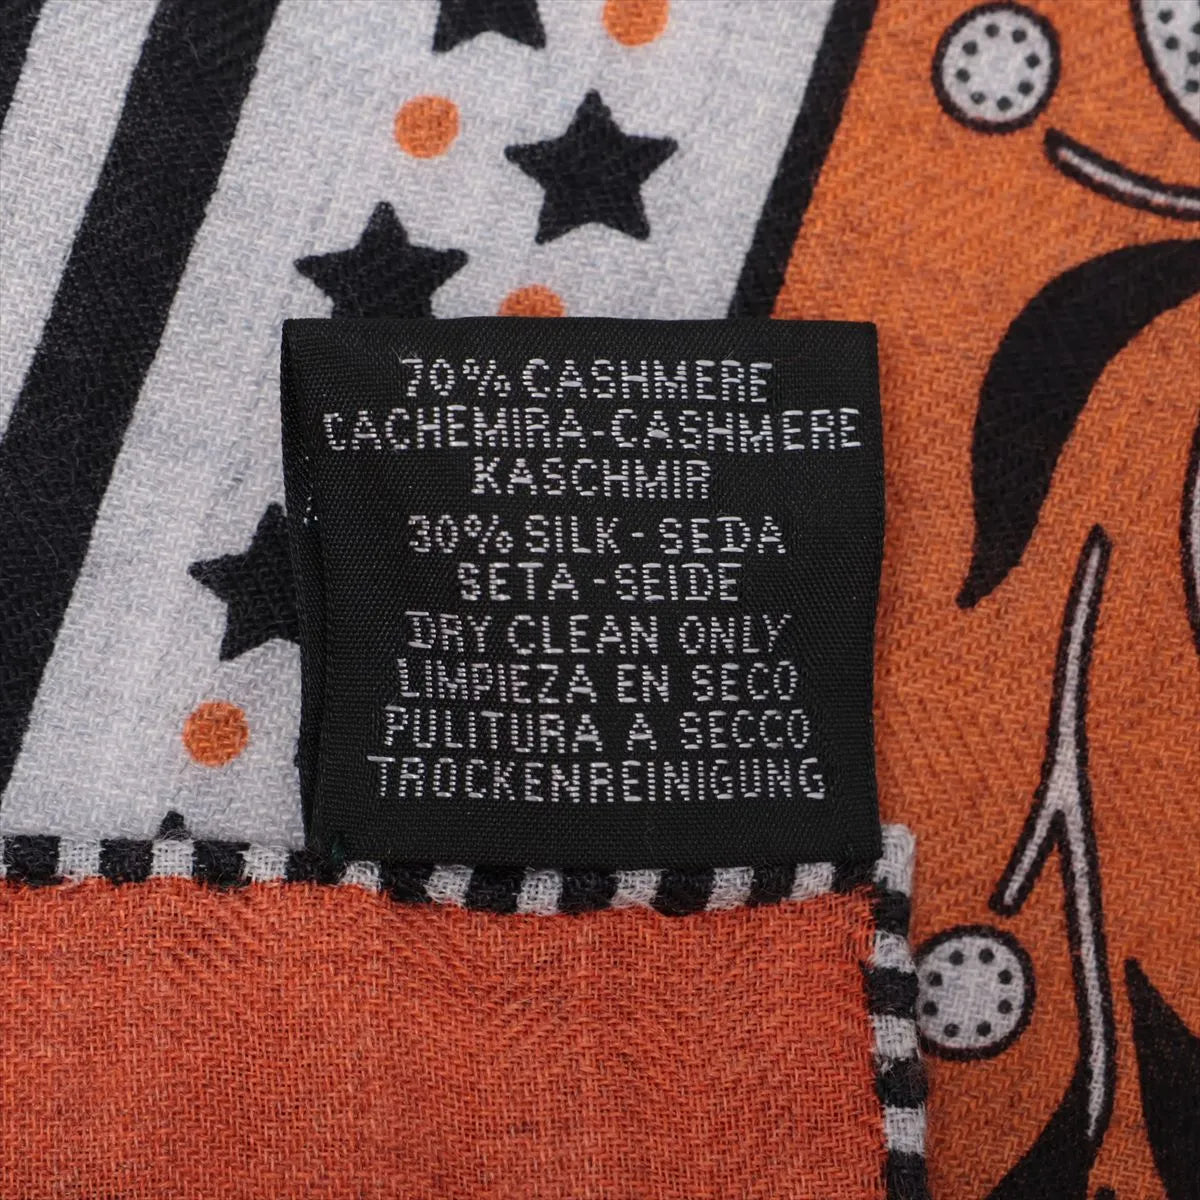 70% CASHMERE
CACHEMIRA-CASHMERE
KASCHMIR
30% SILK - SEDA
SETA - SEIDE
DRY CLEAN ONLY
LIMPIEZA EN SECO
PULITURA A SECCO
TROCKENREINIGUNG